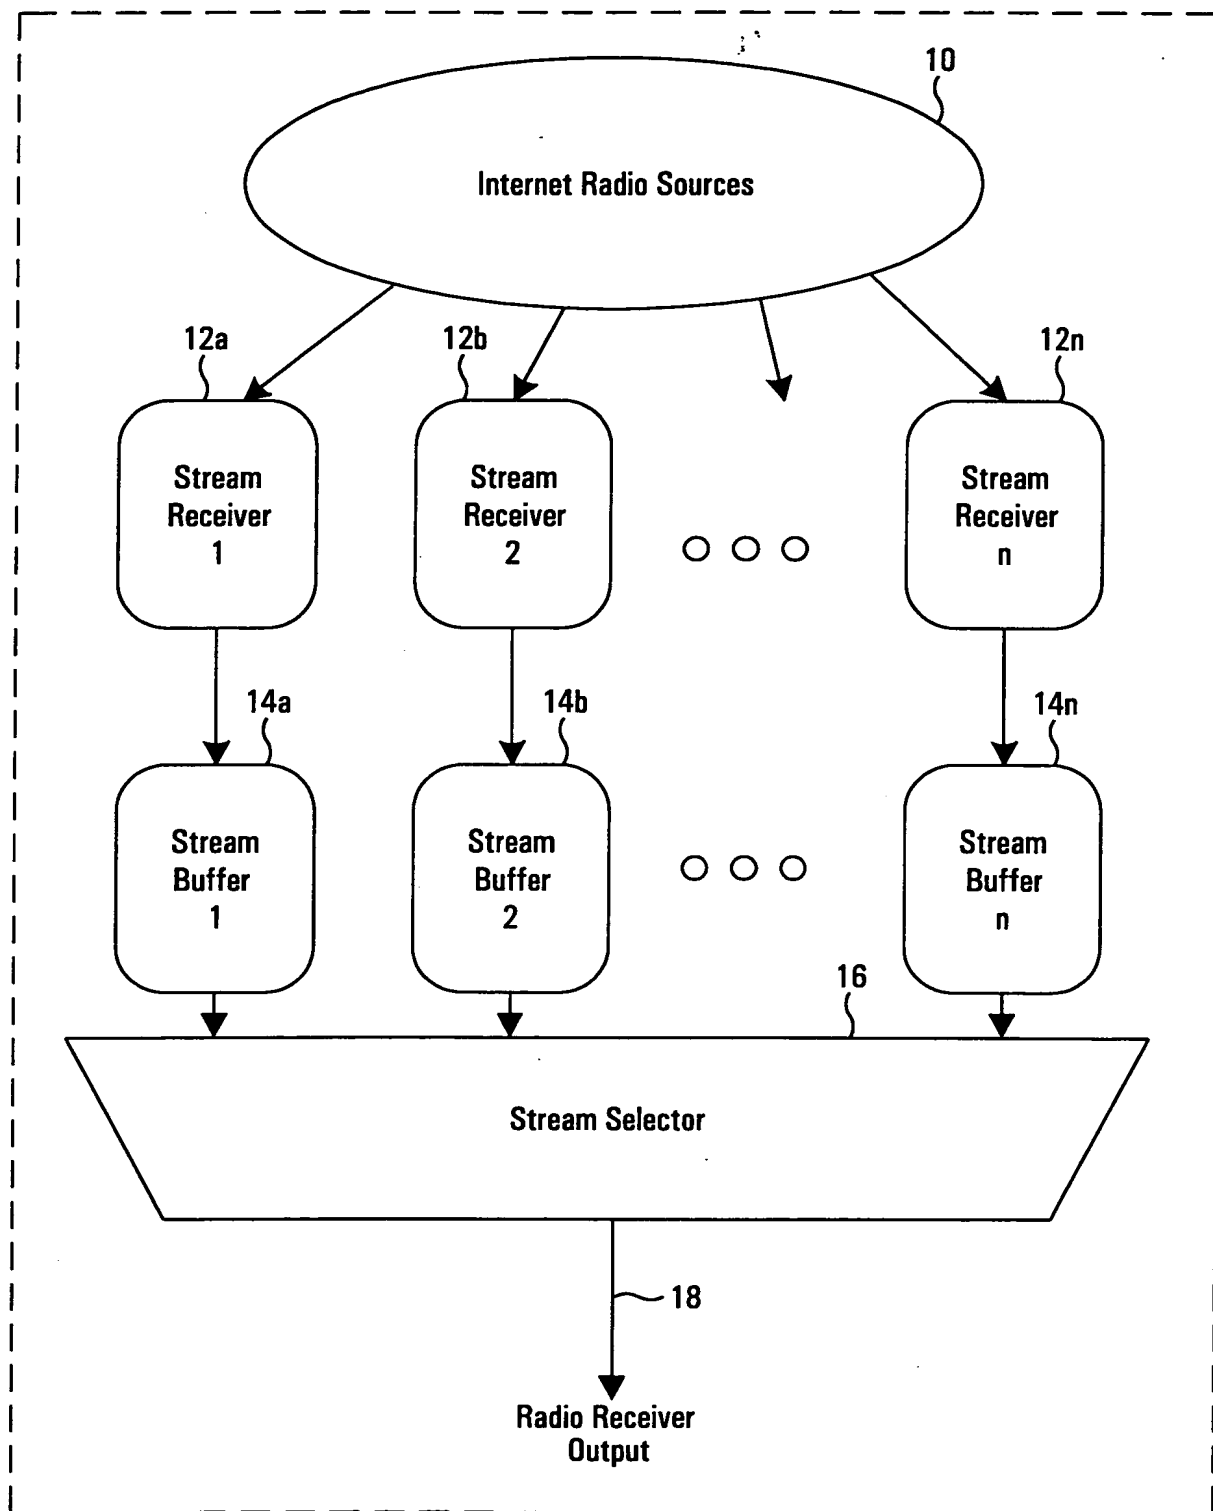 10
Internet Radio Sources
12a
12b
12n
Stream
Receiver
1
Stream
Receiver
2
Stream
Receiver
n
14a
14b
14n
Stream
Buffer
1
Stream
Buffer
2
Stream
Buffer
n
16
Stream Selector
18
Radio Receiver
Output